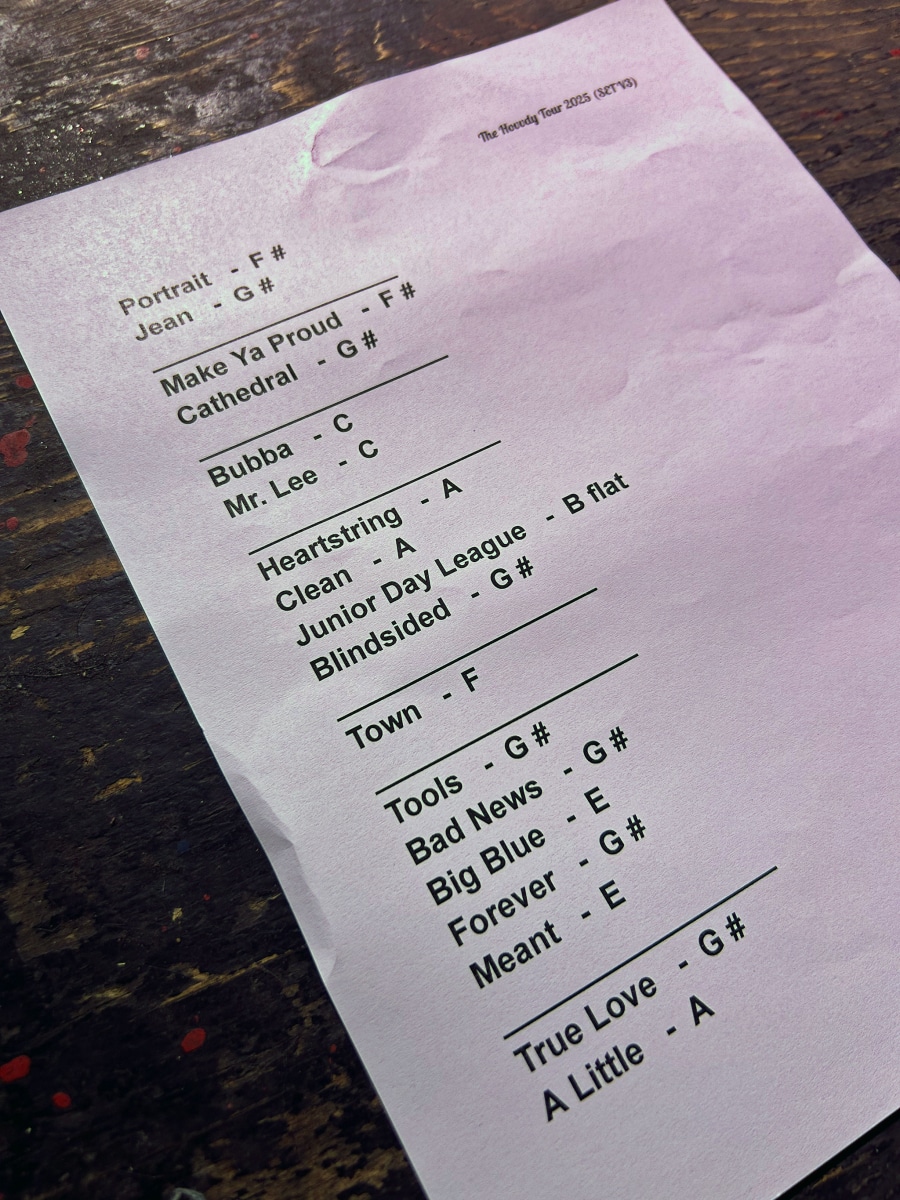 The Hovvdy Tour 2025 (SET V3)
Portrait - F #
Jean - G #
Make Ya Proud - F #
Cathedral - G #
Bubba - C
Mr. Lee - C
Heartstring - A
Clean - A
Junior Day League - B flat
Blindsided - G #
Town - F
Tools - G #
Bad News - G #
Big Blue - E
Forever - G #
Meant - E
True Love - G #
A Little - A